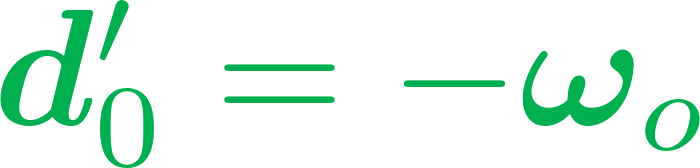 𝒅′₀ = −𝝎ₒ